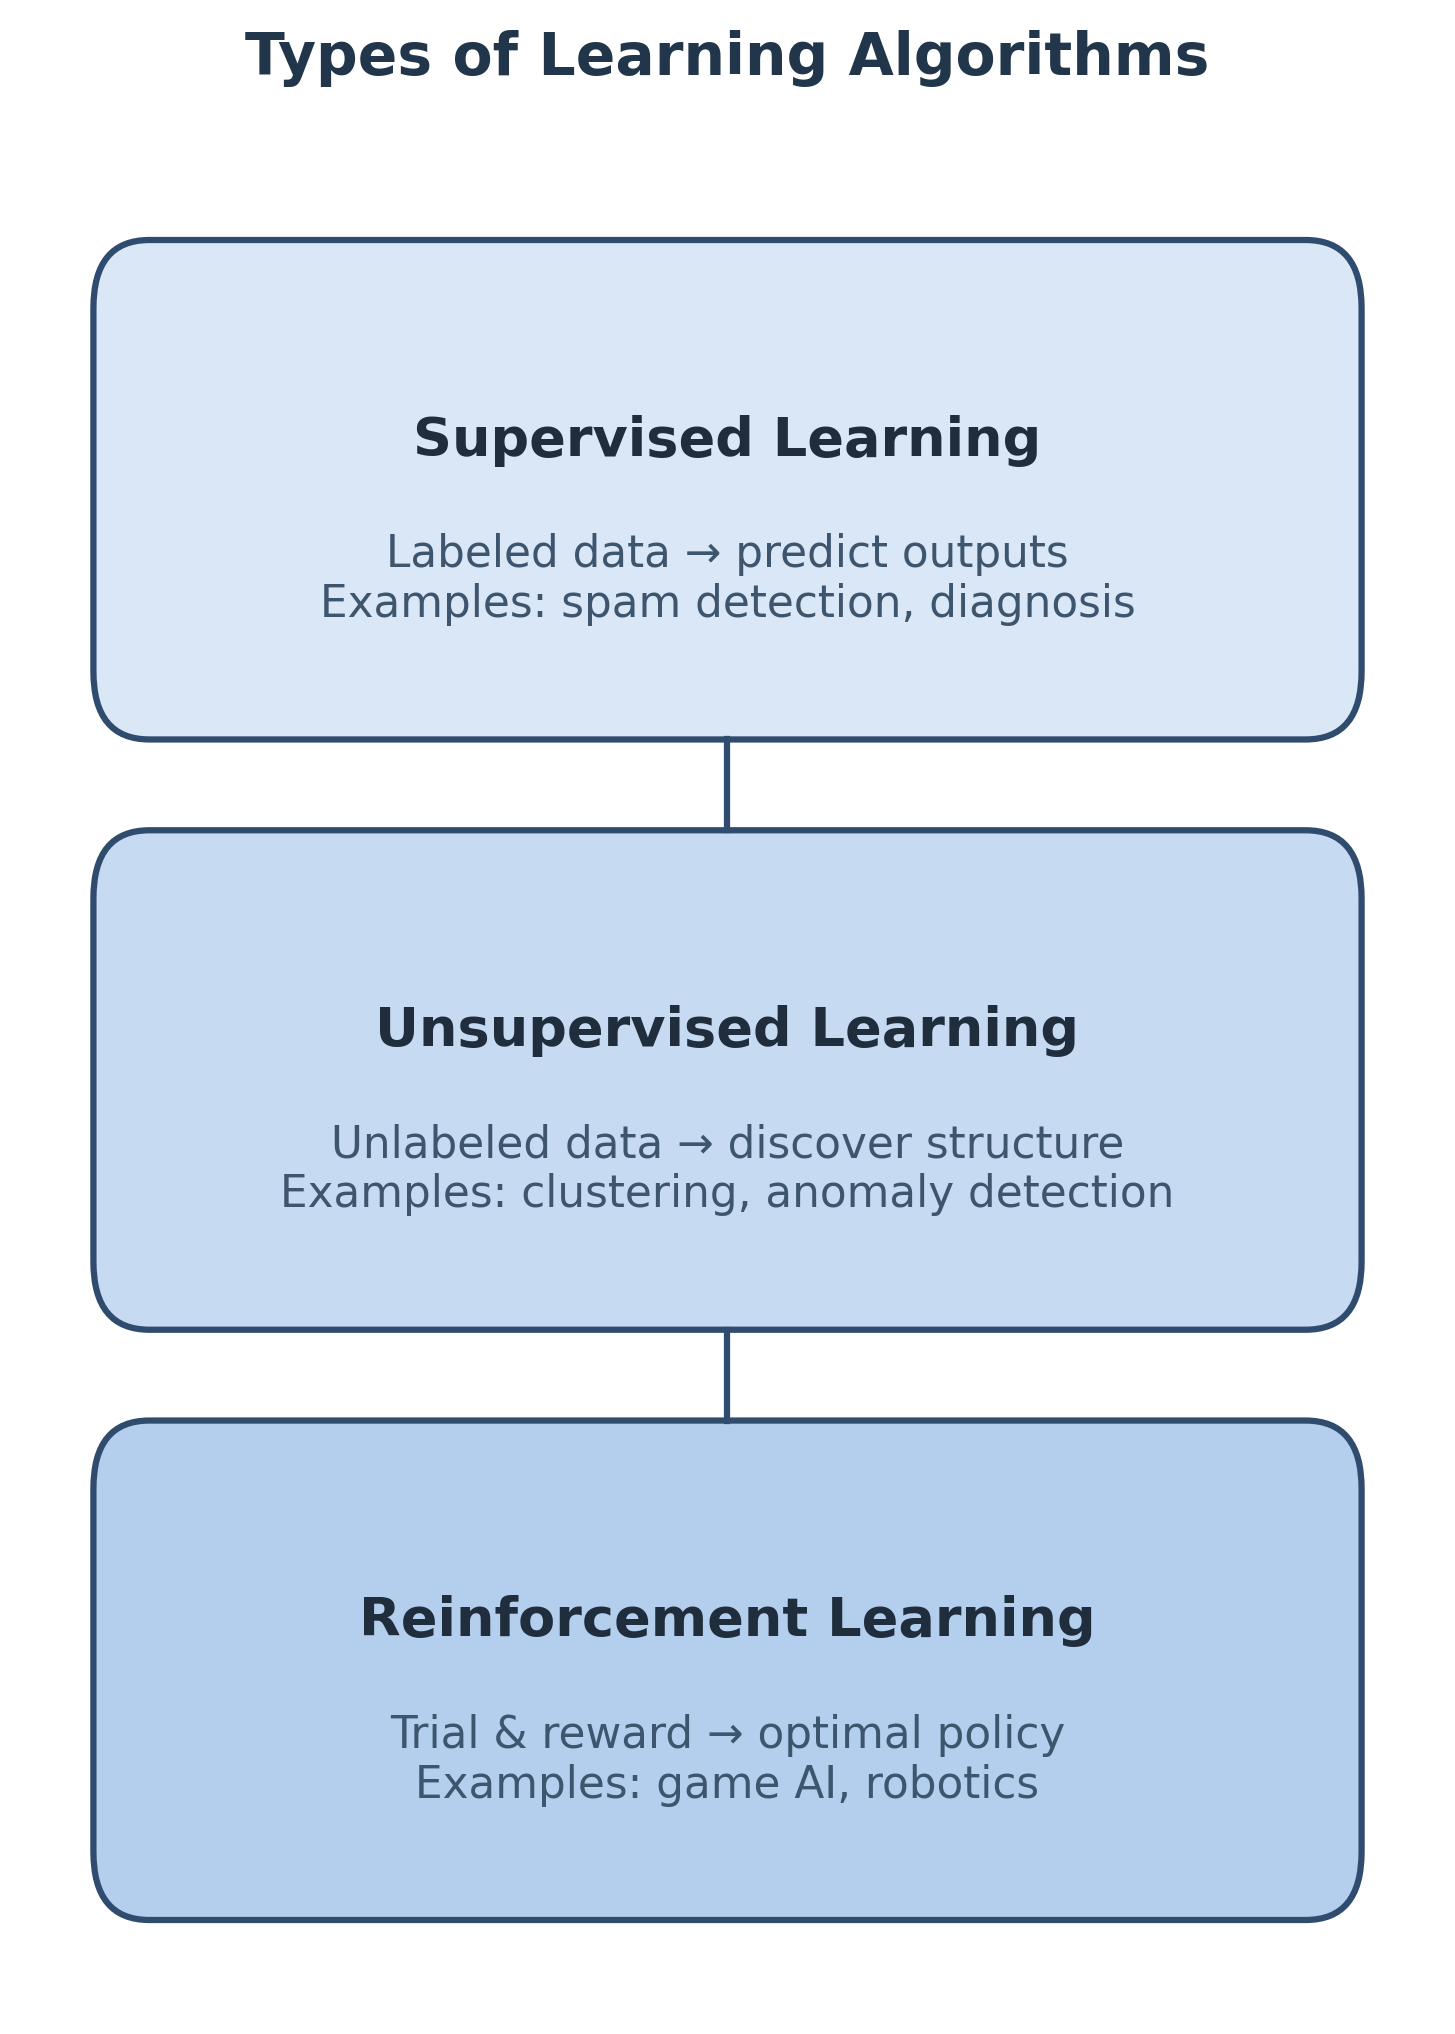 Types of Learning Algorithms
Supervised Learning
Labeled data → predict outputs
Examples: spam detection, diagnosis
Unsupervised Learning
Unlabeled data → discover structure
Examples: clustering, anomaly detection
Reinforcement Learning
Trial & reward → optimal policy
Examples: game AI, robotics